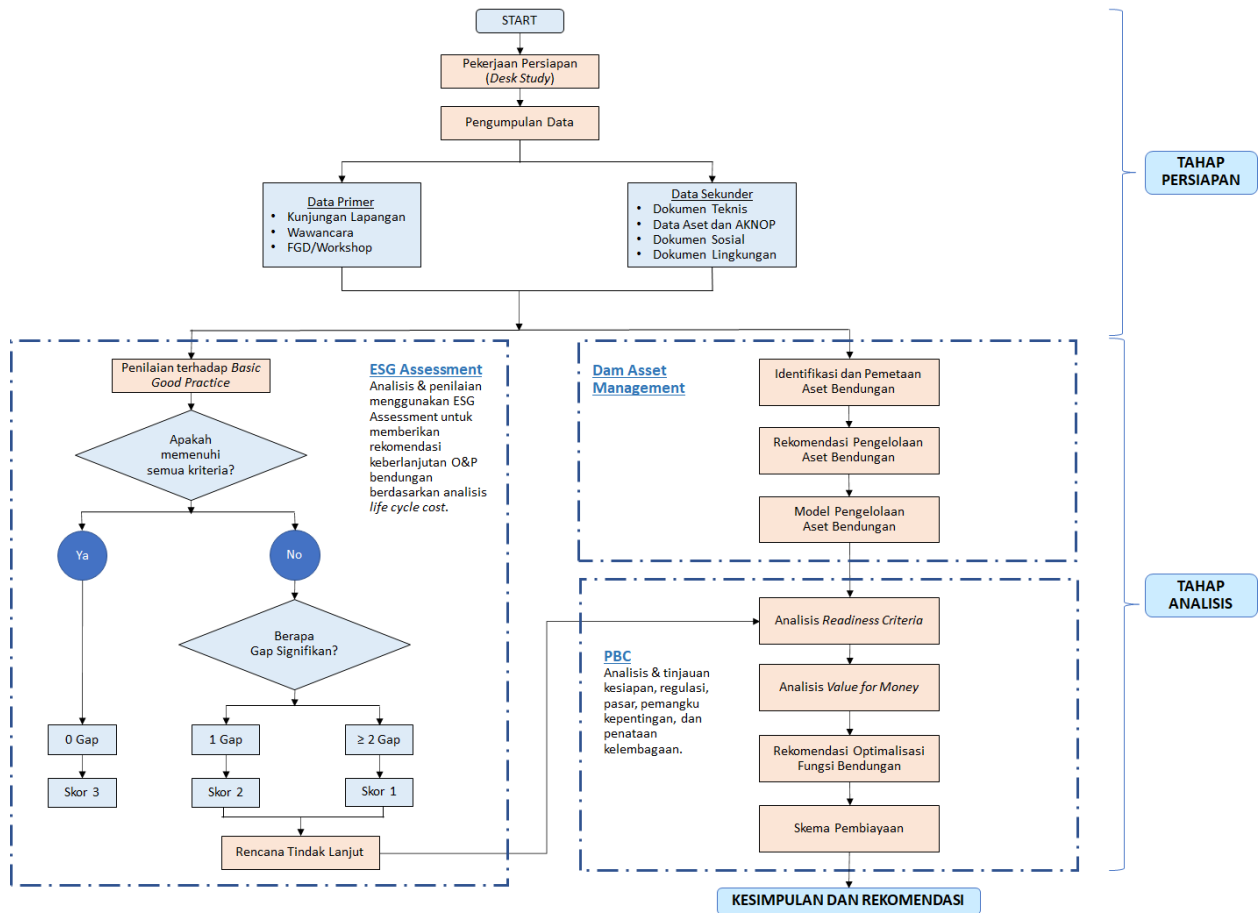 START
Pekerjaan Persiapan
(Desk Study)
Pengumpulan Data
Data Primer
• Kunjungan Lapangan
• Wawancara
• FGD/Workshop
Data Sekunder
• Dokumen Teknis
• Data Aset dan AKNOP
• Dokumen Sosial
• Dokumen Lingkungan
TAHAP
PERSIAPAN
Penilaian terhadap Basic
Good Practice
ESG Assessment
Analisis & penilaian
menggunakan ESG
Assessment untuk
memberikan
rekomendasi
keberlanjutan O&P
bendungan
berdasarkan analisis
life cycle cost.
Apakah
memenuhi
semua kriteria?
Ya
No
Berapa
Gap Signifikan?
0 Gap
1 Gap
≥ 2 Gap
Skor 3
Skor 2
Skor 1
Rencana Tindak Lanjut
Dam Asset
Management
Identifikasi dan Pemetaan
Aset Bendungan
Rekomendasi Pengelolaan
Aset Bendungan
Model Pengelolaan
Aset Bendungan
TAHAP
ANALISIS
PBC
Analisis & tinjauan
kesiapan, regulasi,
pasar, pemangku
kepentingan, dan
penataan
kelembagaan.
Analisis Readiness Criteria
Analisis Value for Money
Rekomendasi Optimalisasi
Fungsi Bendungan
Skema Pembiayaan
KESIMPULAN DAN REKOMENDASI